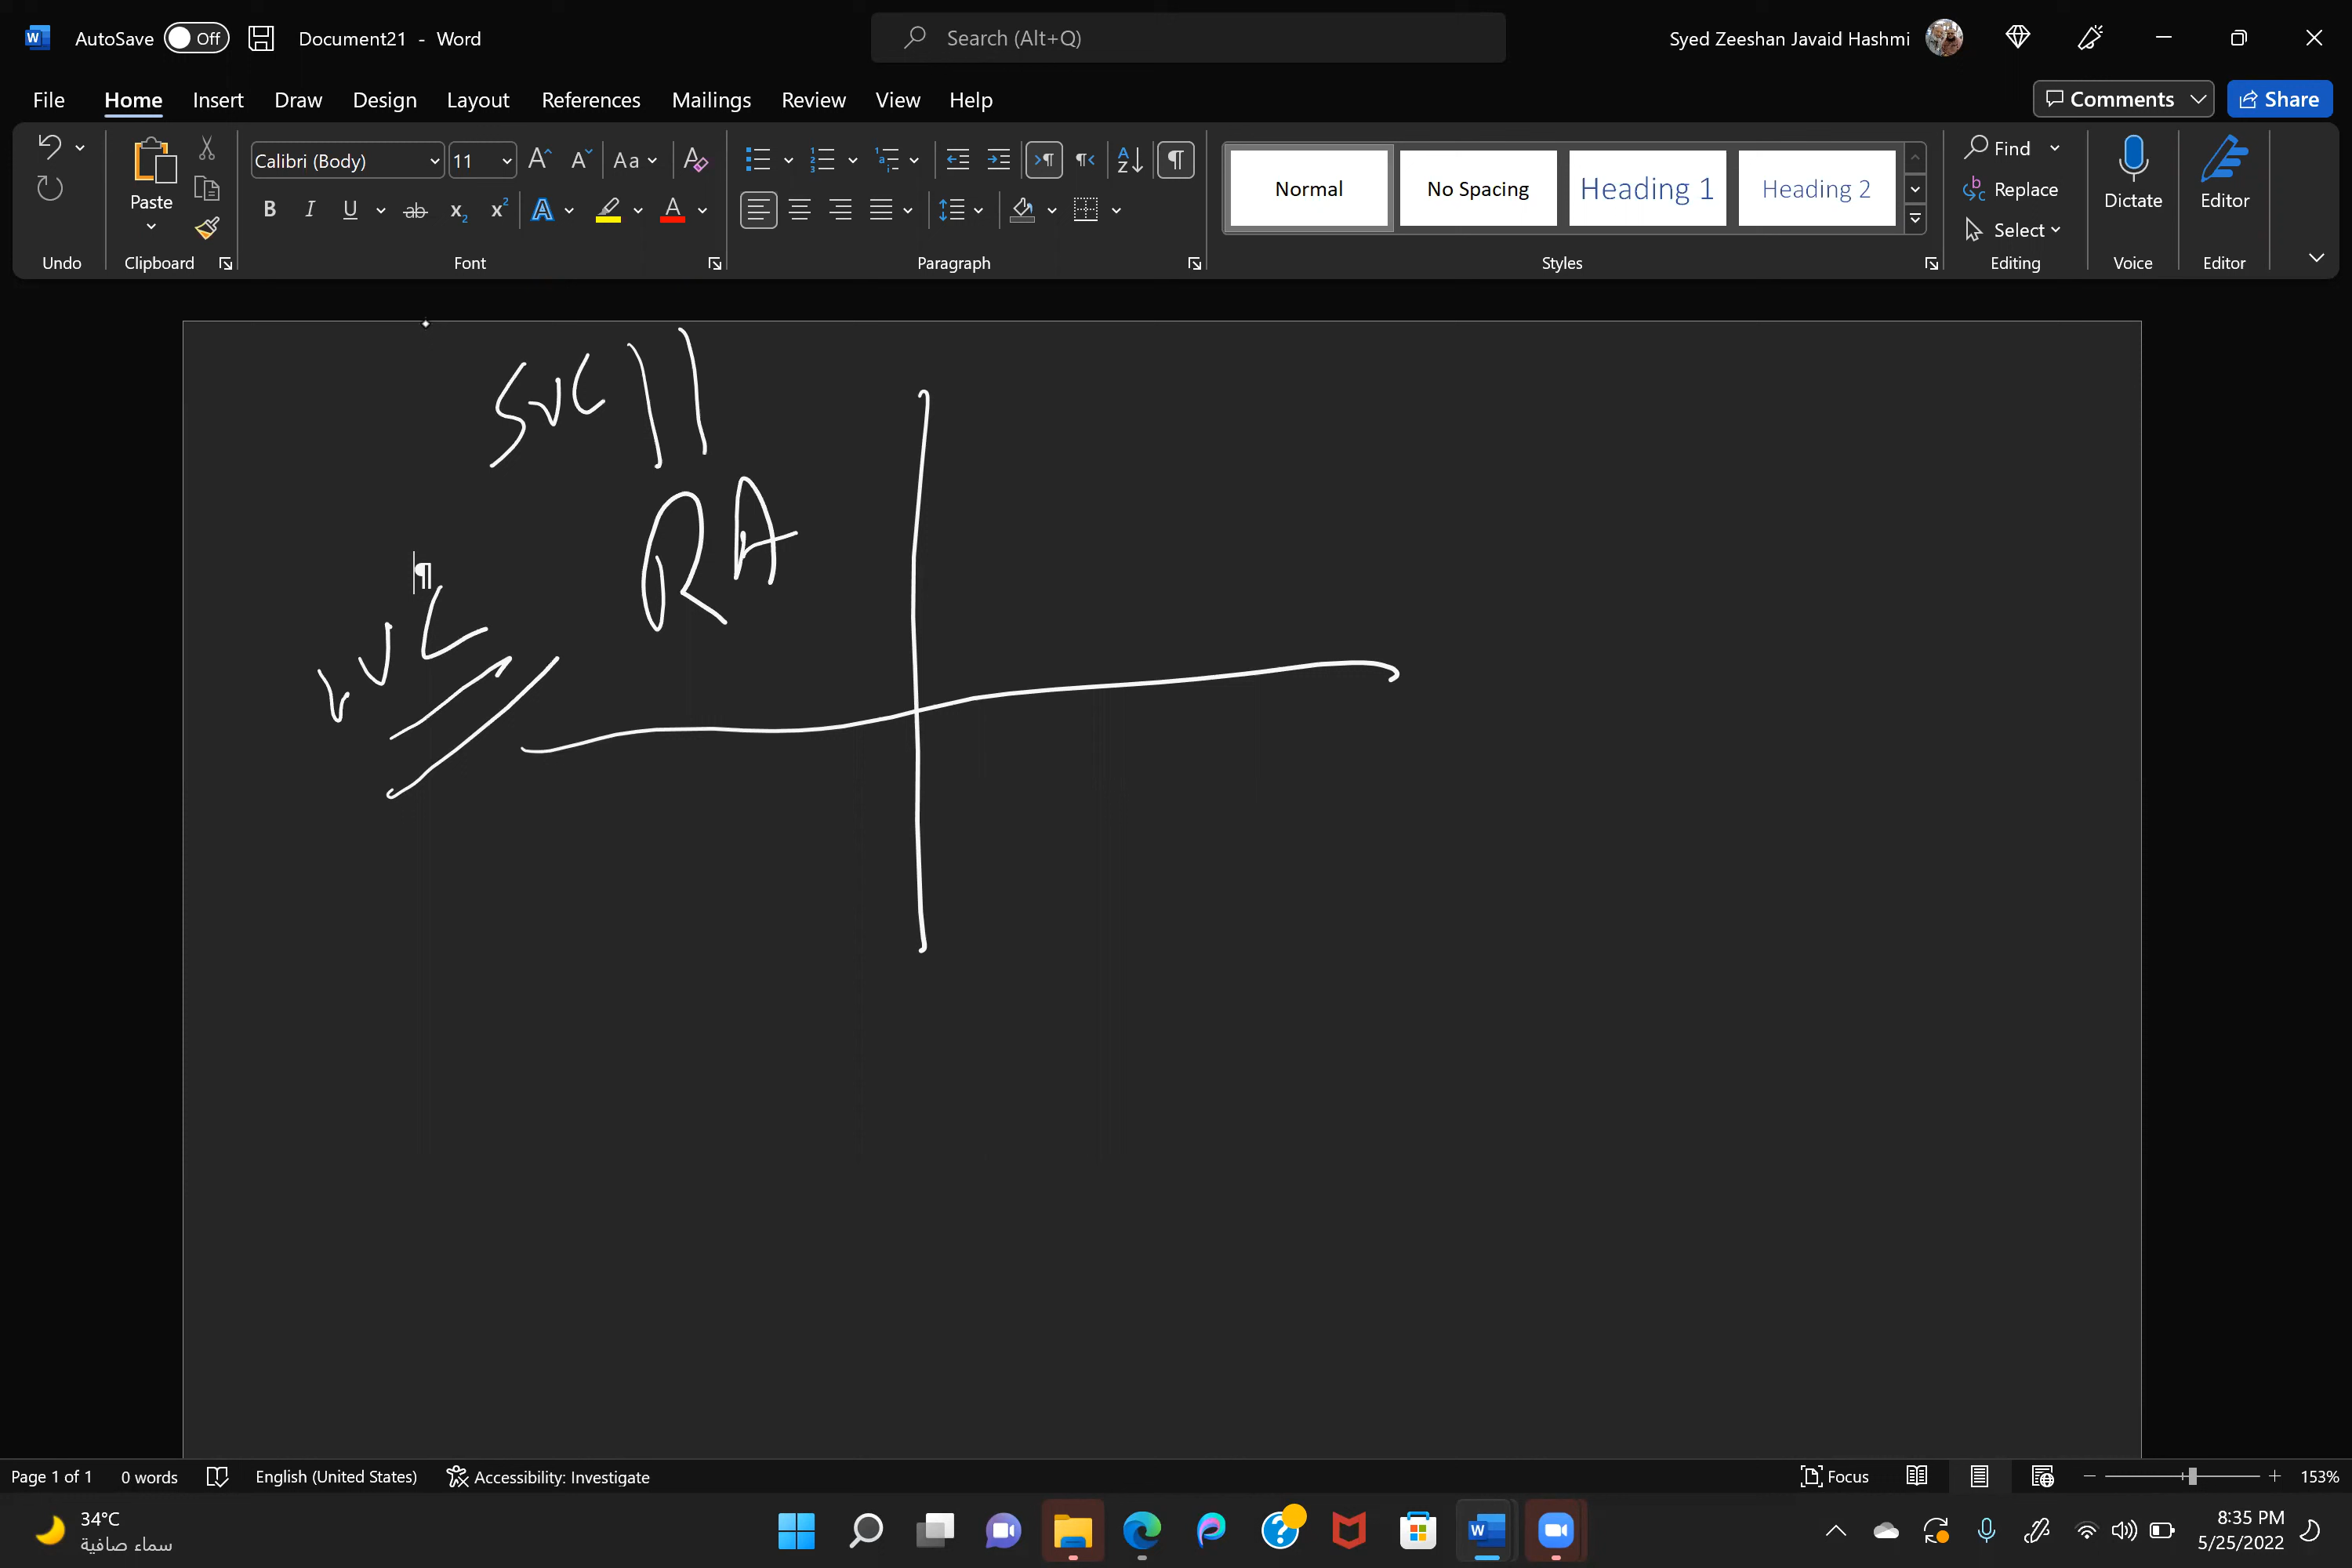 AutoSave Off Document21 - Word Search (Alt+Q) Syed Zeeshan Javaid Hashmi
File Home Insert Draw Design Layout References Mailings Review View Help Comments Share
Calibri (Body) 11 Aa
Paste
Normal No Spacing Heading 1 Heading 2
Find
Replace
Select
Dictate Editor
Undo Clipboard Font Paragraph Styles Editing Voice Editor
SVC
RA
¶
IVC
Page 1 of 1 0 words English (United States) Accessibility: Investigate Focus 153%
34°C
سماء صافية
8:35 PM
5/25/2022